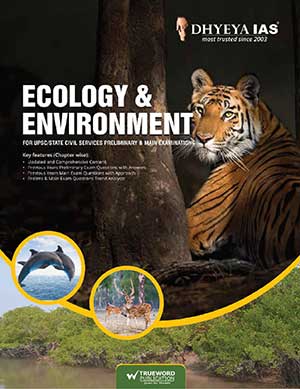 DHYEYA IAS®
most trusted since 2003
ECOLOGY &
ENVIRONMENT
FOR UPSC/STATE CIVIL SERVICES PRELIMINARY & MAIN EXAMINATIONS
Key features (Chapter wise):
• Updated and Comprehensive Content
• Previous Years Preliminary Exam Questions with Answers
• Previous Years Main Exam Questions with Approach
• Prelims & Main Exam Questions Trend Analysis
TRUEWORD
PUBLICATION